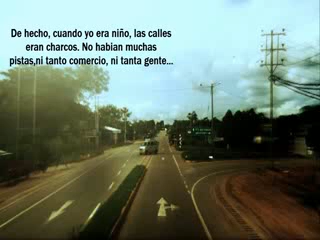 De hecho, cuando yo era niño, las calles
eran charcos. No habian muchas
pistas,ni tanto comercio, ni tanta gente...